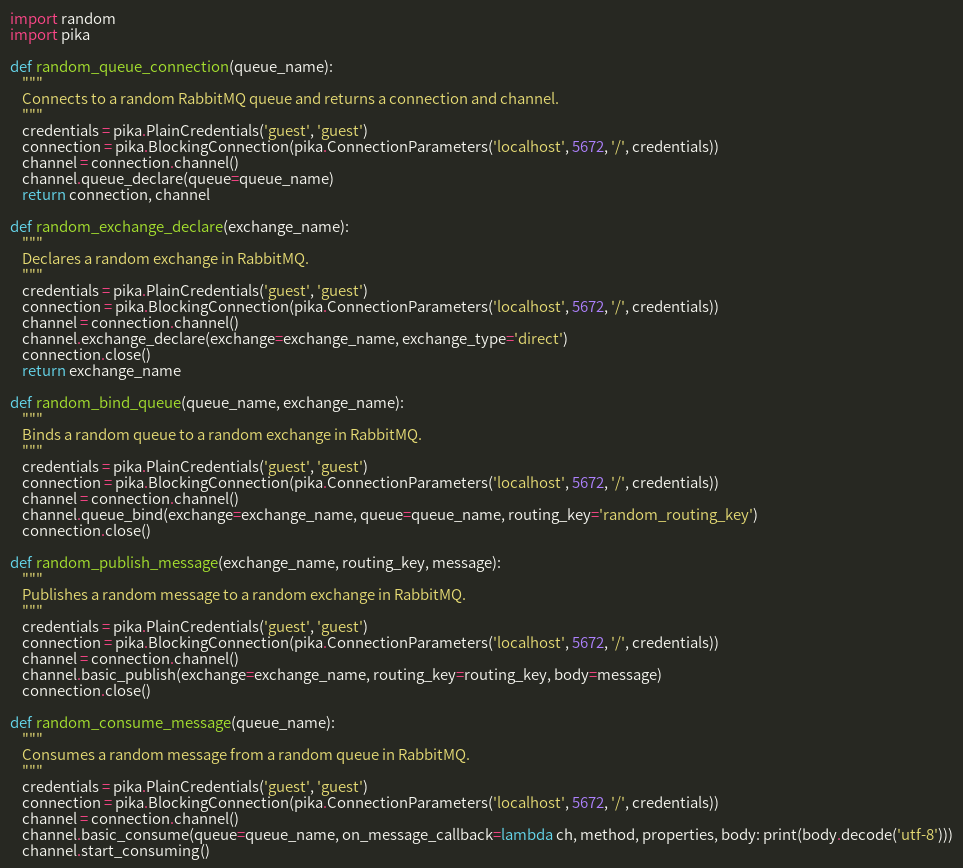 import random
import pika

def random_queue_connection(queue_name):
    """
    Connects to a random RabbitMQ queue and returns a connection and channel.
    """
    credentials = pika.PlainCredentials('guest', 'guest')
    connection = pika.BlockingConnection(pika.ConnectionParameters('localhost', 5672, '/', credentials))
    channel = connection.channel()
    channel.queue_declare(queue=queue_name)
    return connection, channel

def random_exchange_declare(exchange_name):
    """
    Declares a random exchange in RabbitMQ.
    """
    credentials = pika.PlainCredentials('guest', 'guest')
    connection = pika.BlockingConnection(pika.ConnectionParameters('localhost', 5672, '/', credentials))
    channel = connection.channel()
    channel.exchange_declare(exchange=exchange_name, exchange_type='direct')
    connection.close()
    return exchange_name

def random_bind_queue(queue_name, exchange_name):
    """
    Binds a random queue to a random exchange in RabbitMQ.
    """
    credentials = pika.PlainCredentials('guest', 'guest')
    connection = pika.BlockingConnection(pika.ConnectionParameters('localhost', 5672, '/', credentials))
    channel = connection.channel()
    channel.queue_bind(exchange=exchange_name, queue=queue_name, routing_key='random_routing_key')
    connection.close()

def random_publish_message(exchange_name, routing_key, message):
    """
    Publishes a random message to a random exchange in RabbitMQ.
    """
    credentials = pika.PlainCredentials('guest', 'guest')
    connection = pika.BlockingConnection(pika.ConnectionParameters('localhost', 5672, '/', credentials))
    channel = connection.channel()
    channel.basic_publish(exchange=exchange_name, routing_key=routing_key, body=message)
    connection.close()

def random_consume_message(queue_name):
    """
    Consumes a random message from a random queue in RabbitMQ.
    """
    credentials = pika.PlainCredentials('guest', 'guest')
    connection = pika.BlockingConnection(pika.ConnectionParameters('localhost', 5672, '/', credentials))
    channel = connection.channel()
    channel.basic_consume(queue=queue_name, on_message_callback=lambda ch, method, properties, body: print(body.decode('utf-8')))
    channel.start_consuming()